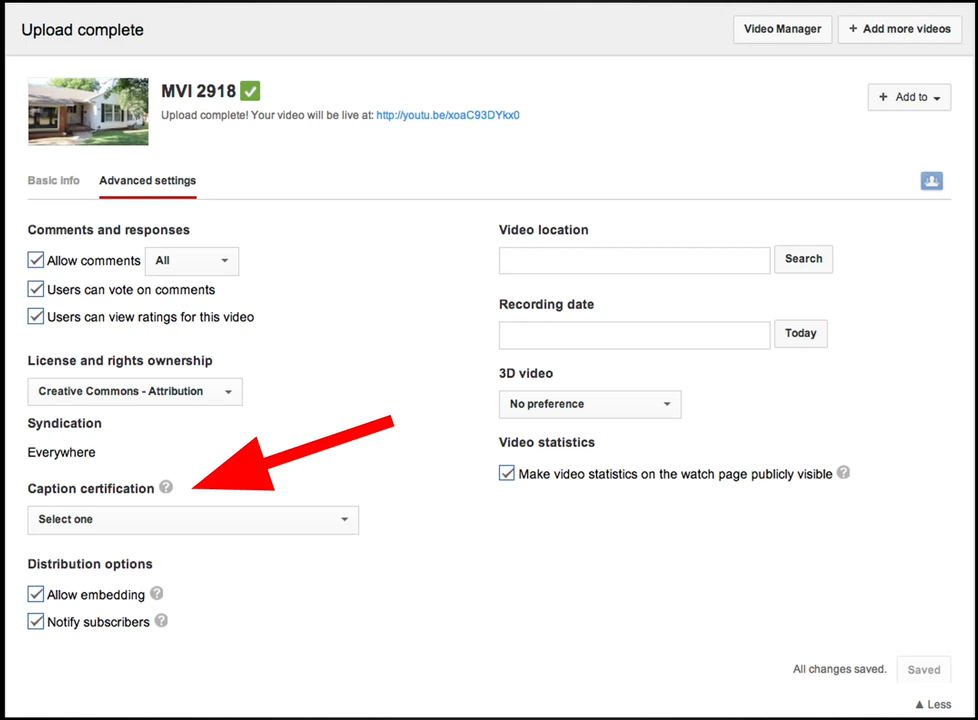 Upload complete
Video Manager
+ Add more videos
MVI 2918
Upload complete! Your video will be live at: http://youtu.be/xoaC93DYkx0
+ Add to
Basic info
Advanced settings
Comments and responses
Allow comments
All
Users can vote on comments
Users can view ratings for this video
License and rights ownership
Creative Commons - Attribution
Syndication
Everywhere
Caption certification ?
Select one
Distribution options
Allow embedding ?
Notify subscribers ?
Video location
Search
Recording date
Today
3D video
No preference
Video statistics
Make video statistics on the watch page publicly visible ?
All changes saved.
Saved
▲ Less